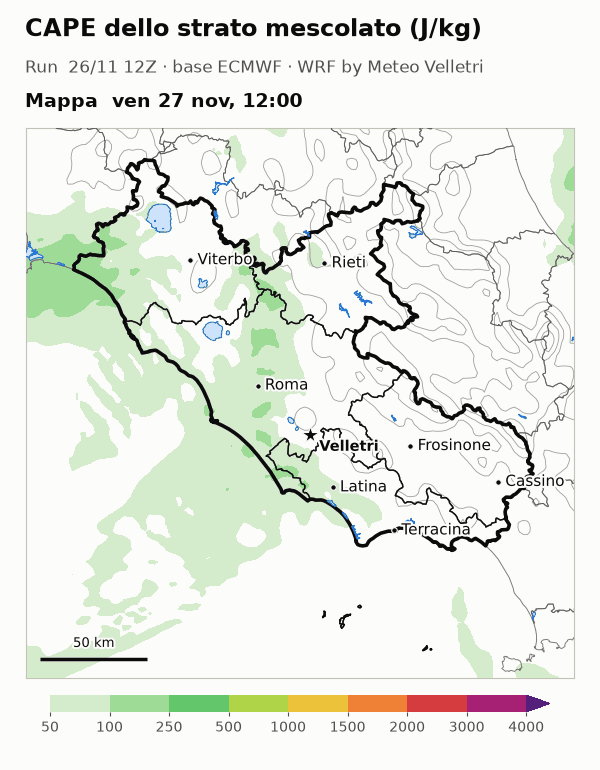 CAPE dello strato mescolato (J/kg)
Run  26/11 12Z · base ECMWF · WRF by Meteo Velletri
Mappa  ven 27 nov, 12:00
Viterbo
Rieti
Roma
Velletri
Frosinone
Cassino
Latina
Terracina
50 km
50 100 250 500 1000 1500 2000 3000 4000